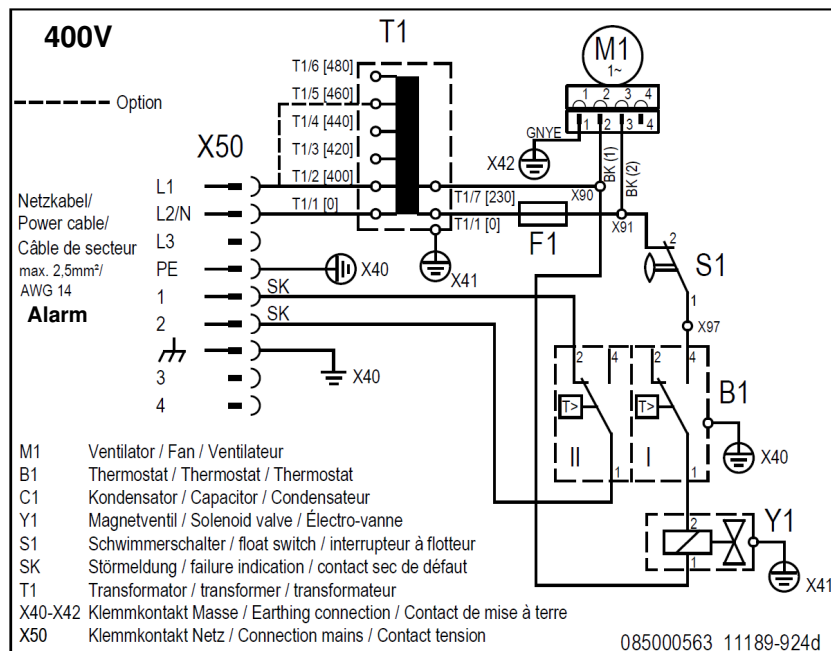 400V
T1
M1
1~
1 2 3 4
1 2 3 4
Option
T1/6 [480]
T1/5 [460]
T1/4 [440]
T1/3 [420]
T1/2 [400]
T1/1 [0]
T1/7 [230]
T1/1 [0]
GNYE
X42
BK (1)
BK (2)
X90
X91
F1
X41
X50
Netzkabel/
Power cable/
Câble de secteur
max. 2,5mm²/
AWG 14
Alarm
L1
L2/N
L3
PE
1
2
3
4
X40
SK
SK
X40
2
S1
1
X97
2 4 1 4
T> T>
II I
1 1
B1
X40
2
1
Y1
X41
M1 Ventilator / Fan / Ventilateur
B1 Thermostat / Thermostat / Thermostat
C1 Kondensator / Capacitor / Condensateur
Y1 Magnetventil / Solenoid valve / Électro-vanne
S1 Schwimmerschalter / float switch / interrupteur à flotteur
SK Störmeldung / failure indication / contact sec de défaut
T1 Transformator / transformer / transformateur
X40-X42 Klemmkontakt Masse / Earthing connection / Contact de mise à terre
X50 Klemmkontakt Netz / Connection mains / Contact tension
085000563 11189-924d